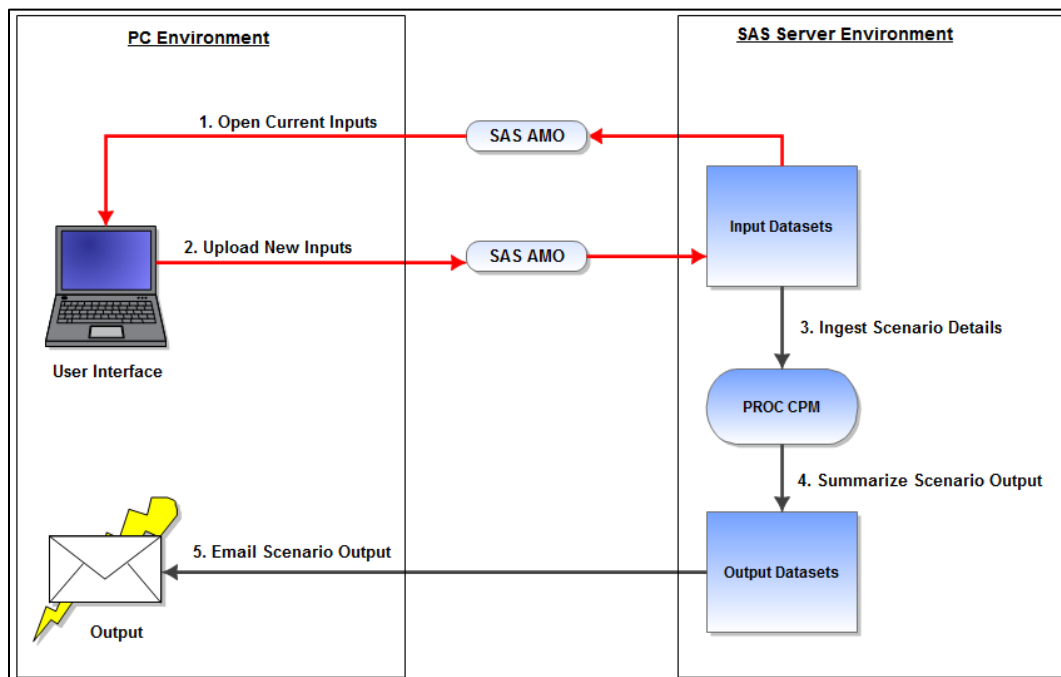 PC Environment
SAS Server Environment
1. Open Current Inputs
SAS AMO
2. Upload New Inputs
SAS AMO
Input Datasets
User Interface
3. Ingest Scenario Details
PROC CPM
4. Summarize Scenario Output
5. Email Scenario Output
Output Datasets
Output